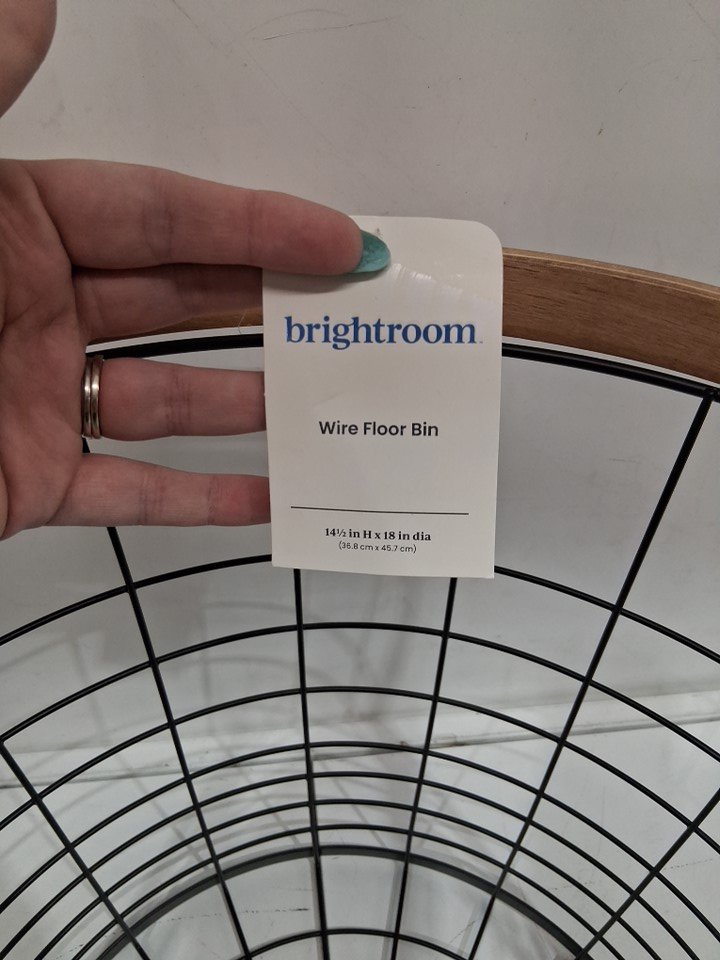 brightroom
Wire Floor Bin
14½ in H x 18 in dia
(36.8 cm x 45.7 cm)